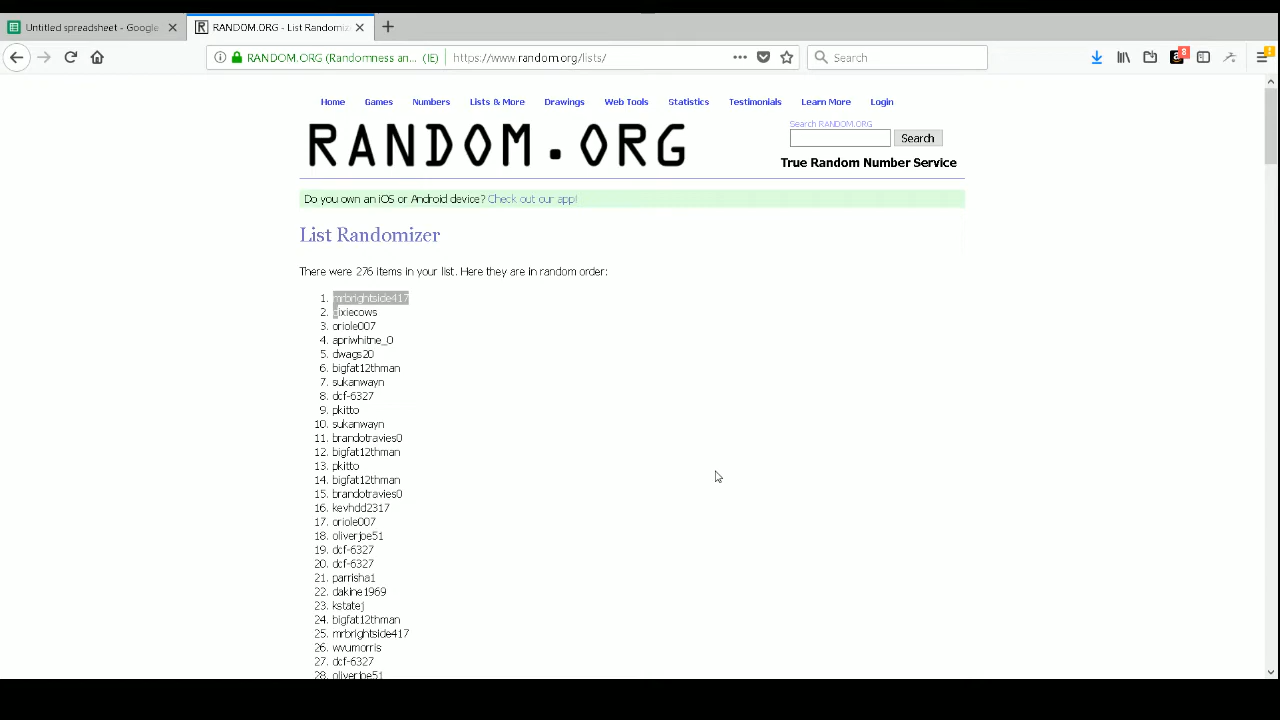 Untitled spreadsheet - Google
RANDOM.ORG - List Randomize
RANDOM.ORG (Randomness an... (IE)
https://www.random.org/lists/
Search
8
Home Games Numbers Lists & More Drawings Web Tools Statistics Testimonials Learn More Login
RANDOM.ORG
Search RANDOM.ORG
Search
True Random Number Service
Do you own an iOS or Android device? Check out our app!
List Randomizer
There were 276 items in your list. Here they are in random order:
1. mrbrightside417
2. pixiecows
3. oriole007
4. apriwhitne_0
5. dwags20
6. bigfat12thman
7. sukanwayn
8. dcf-6327
9. pkitto
10. sukanwayn
11. brandotravies0
12. bigfat12thman
13. pkitto
14. bigfat12thman
15. brandotravies0
16. kevhdd2317
17. oriole007
18. oliverjoe51
19. dcf-6327
20. dcf-6327
21. parrisha1
22. dakine1969
23. kstatej
24. bigfat12thman
25. mrbrightside417
26. wvumorris
27. dcf-6327
28. oliverjoe51